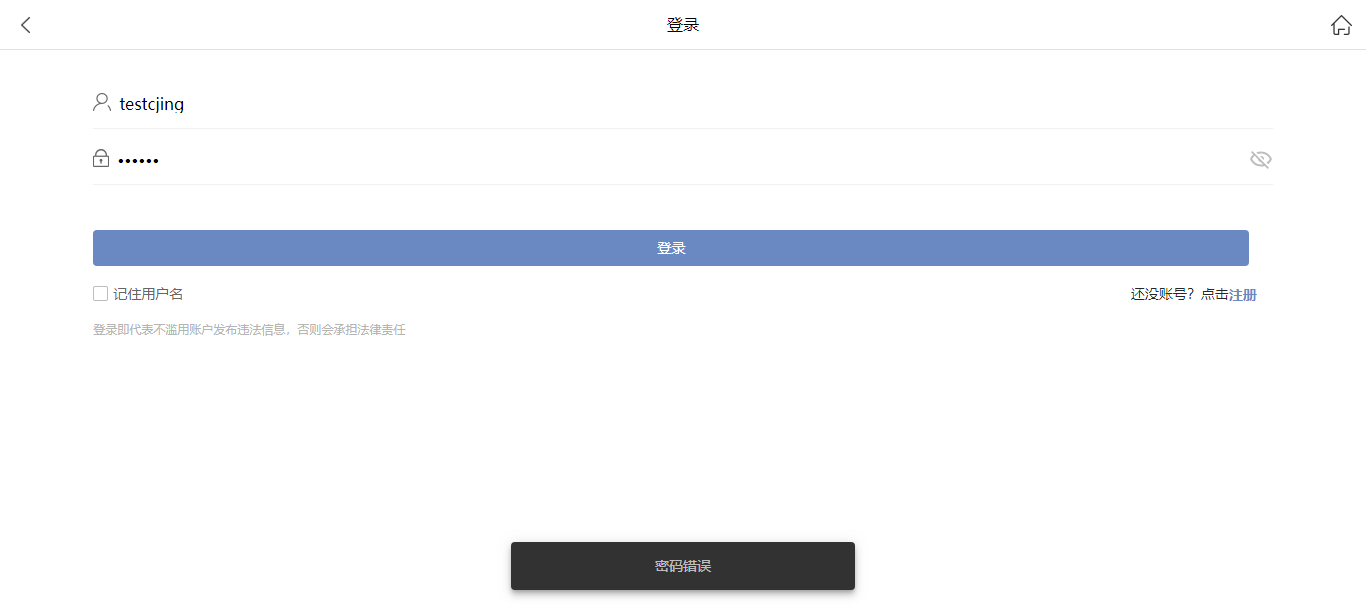 登录
testcjing
••••••
登录
记住用户名
还没账号？点击注册
登录即代表不滥用账户发布违法信息，否则会承担法律责任
密码错误